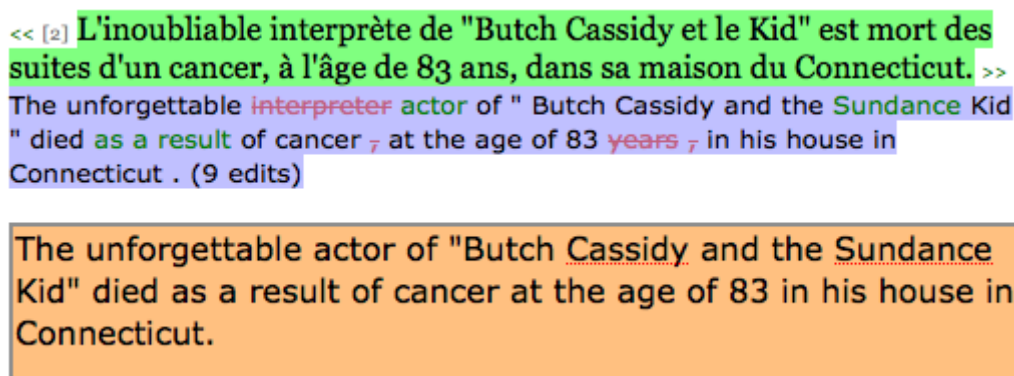 << [2] L'inoubliable interprète de "Butch Cassidy et le Kid" est mort des
suites d'un cancer, à l'âge de 83 ans, dans sa maison du Connecticut. >>
The unforgettable interpreter actor of " Butch Cassidy and the Sundance Kid
" died as a result of cancer , at the age of 83 years , in his house in
Connecticut . (9 edits)
The unforgettable actor of "Butch Cassidy and the Sundance
Kid" died as a result of cancer at the age of 83 in his house in
Connecticut.